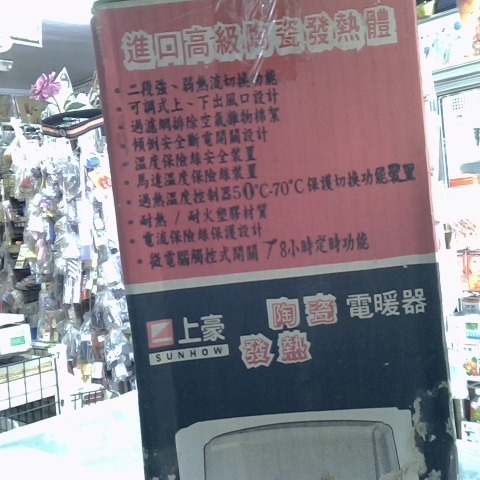 進口高級陶瓷發熱體
• 二段強、弱熱流切換功能
• 可調式上、下出風口設計
• 過濾網排除空氣雜物棉絮
• 傾倒安全斷電開關設計
• 溫度保險絲安全裝置
• 馬達溫度保險絲裝置
• 過熱溫度控制器50°C-70°C保護切換功能裝置
• 耐熱/耐火塑膠材質
• 電流保險絲保護設計
• 微電腦觸控式開關/8小時定時功能
上豪
SUNHOW
陶瓷電暖器
發熱